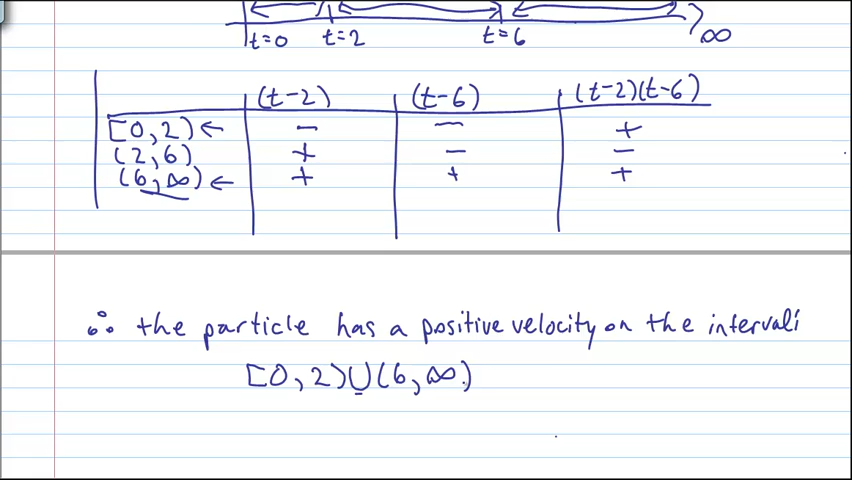 t=0 t=2 t=6 ∞
(t-2) (t-6) (t-2)(t-6)
[0,2) ← - - +
(2,6) + - -
(6,∞) ← + + +
∴ the particle has a positive velocity on the interval:
[0,2)∪(6,∞).